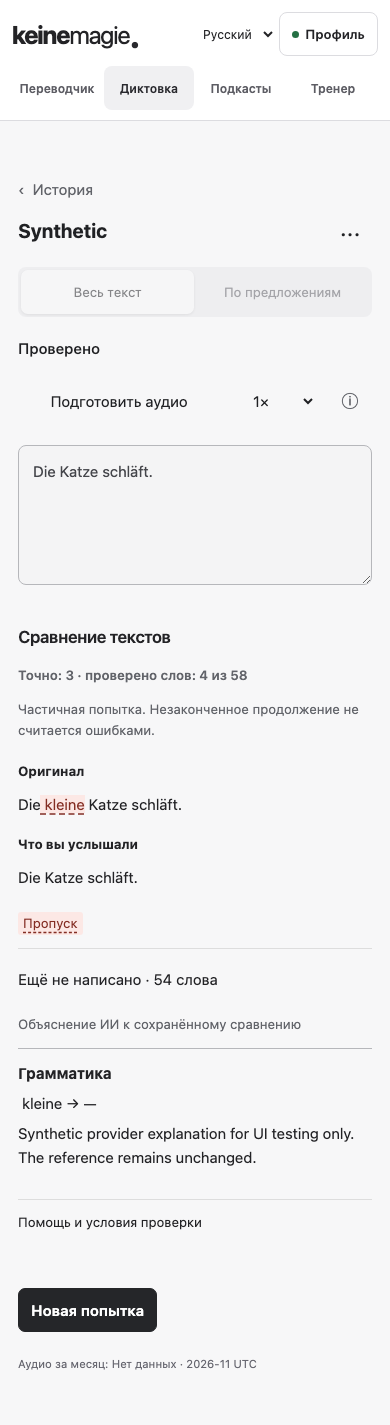 keinemagie.
Русский
Профиль
Переводчик
Диктовка
Подкасты
Тренер
‹ История
Synthetic
...
Весь текст
По предложениям
Проверено
Подготовить аудио
1×
ⓘ
Die Katze schläft.
Сравнение текстов
Точно: 3 · проверено слов: 4 из 58
Частичная попытка. Незаконченное продолжение не
считается ошибками.
Оригинал
Die kleine Katze schläft.
Что вы услышали
Die Katze schläft.
Пропуск
Ещё не написано · 54 слова
Объяснение ИИ к сохранённому сравнению
Грамматика
kleine → —
Synthetic provider explanation for UI testing only.
The reference remains unchanged.
Помощь и условия проверки
Новая попытка
Аудио за месяц: Нет данных · 2026-11 UTC